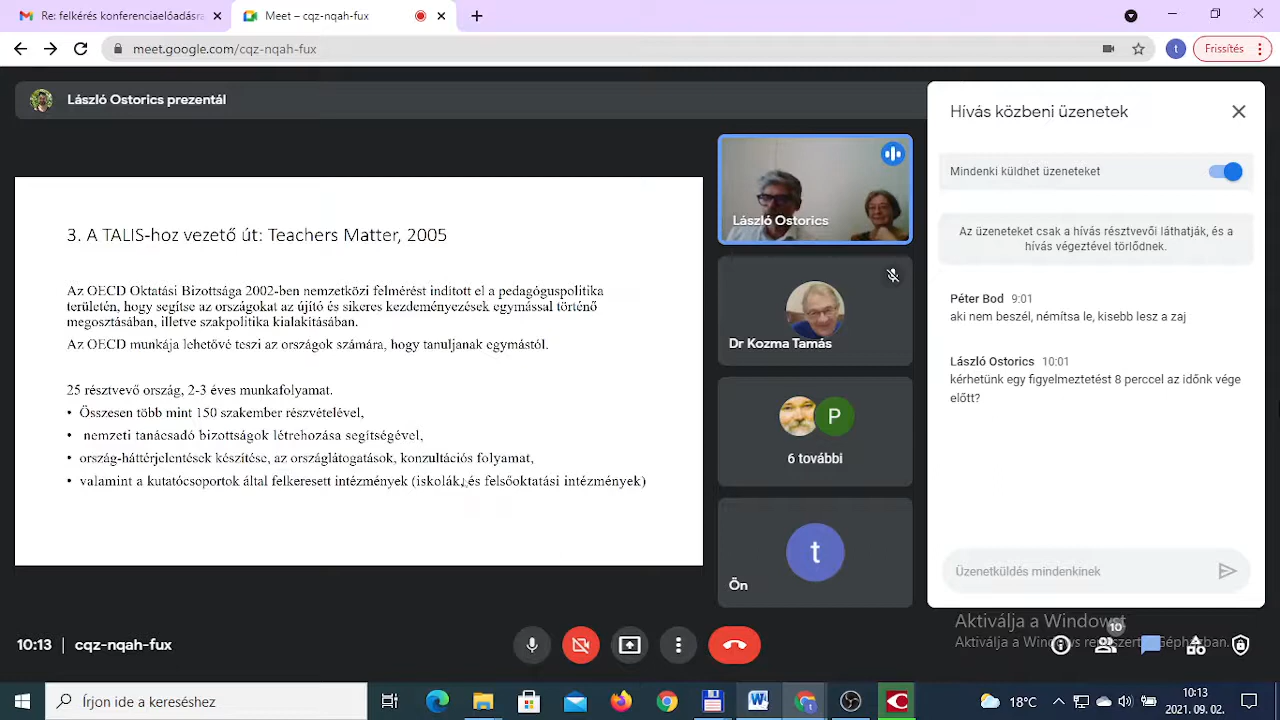 Re: felkérés konferenciaelőadásra
Meet – cqz-nqah-fux
meet.google.com/cqz-nqah-fux
t
Frissítés
László Ostorics prezentál
3. A TALIS-hoz vezető út: Teachers Matter, 2005
Az OECD Oktatási Bizottsága 2002-ben nemzetközi felmérést indított el a pedagóguspolitika
területén, hogy segítse az országokat az újító és sikeres kezdeményezések egymással történő
megosztásában, illetve szakpolitika kialakításában.
Az OECD munkája lehetővé teszi az országok számára, hogy tanuljanak egymástól.
25 résztvevő ország, 2-3 éves munkafolyamat.
• Összesen több mint 150 szakember részvételével,
• nemzeti tanácsadó bizottságok létrehozása segítségével,
• ország-háttérjelentések készítése, az országlátogatások, konzultációs folyamat,
• valamint a kutatócsoportok által felkeresett intézmények (iskolák, és felsőoktatási intézmények)
László Ostorics
Dr Kozma Tamás
P
6 további
t
Ön
Hívás közbeni üzenetek
Mindenki küldhet üzeneteket
Az üzeneteket csak a hívás résztvevői láthatják, és a
hívás végeztével törlődnek.
Péter Bod 9:01
aki nem beszél, némítsa le, kisebb lesz a zaj
László Ostorics 10:01
kérhetünk egy figyelmeztetést 8 perccel az időnk vége
előtt?
Üzenetküldés mindenkinek
Aktiválja a Windowst
Aktiválja a Windows rendszert a Gépházban.
10
10:13 | cqz-nqah-fux
Írjon ide a kereséshez
18°C
10:13
2021. 09. 02.